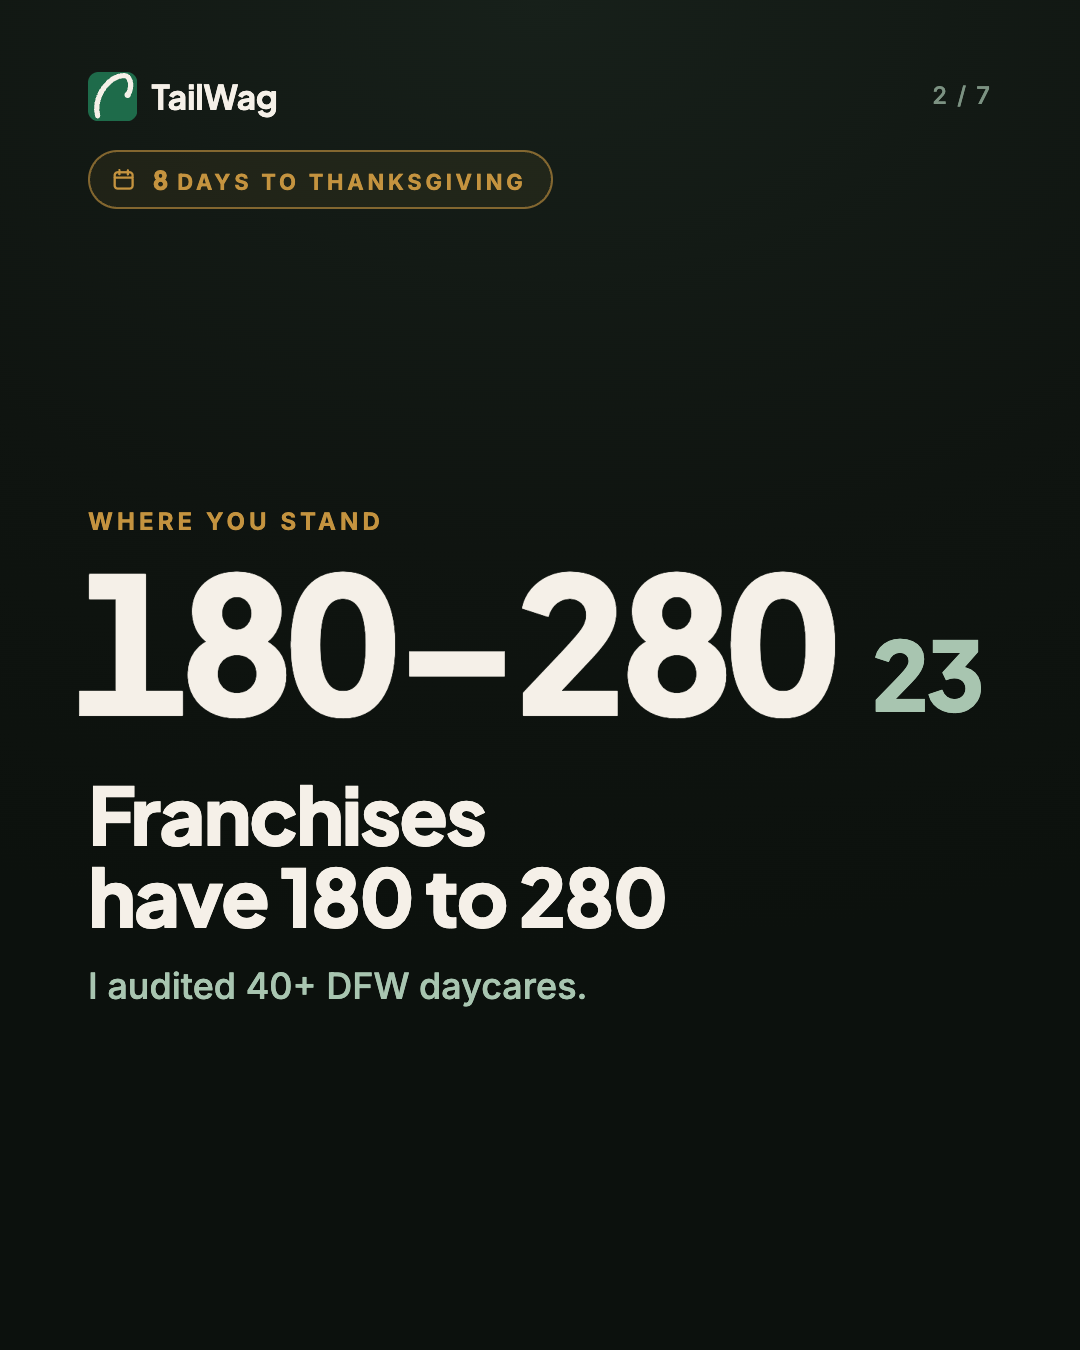 TailWag
2 / 7
8 DAYS TO THANKSGIVING
WHERE YOU STAND
180–280 23
Franchises
have 180 to 280
I audited 40+ DFW daycares.